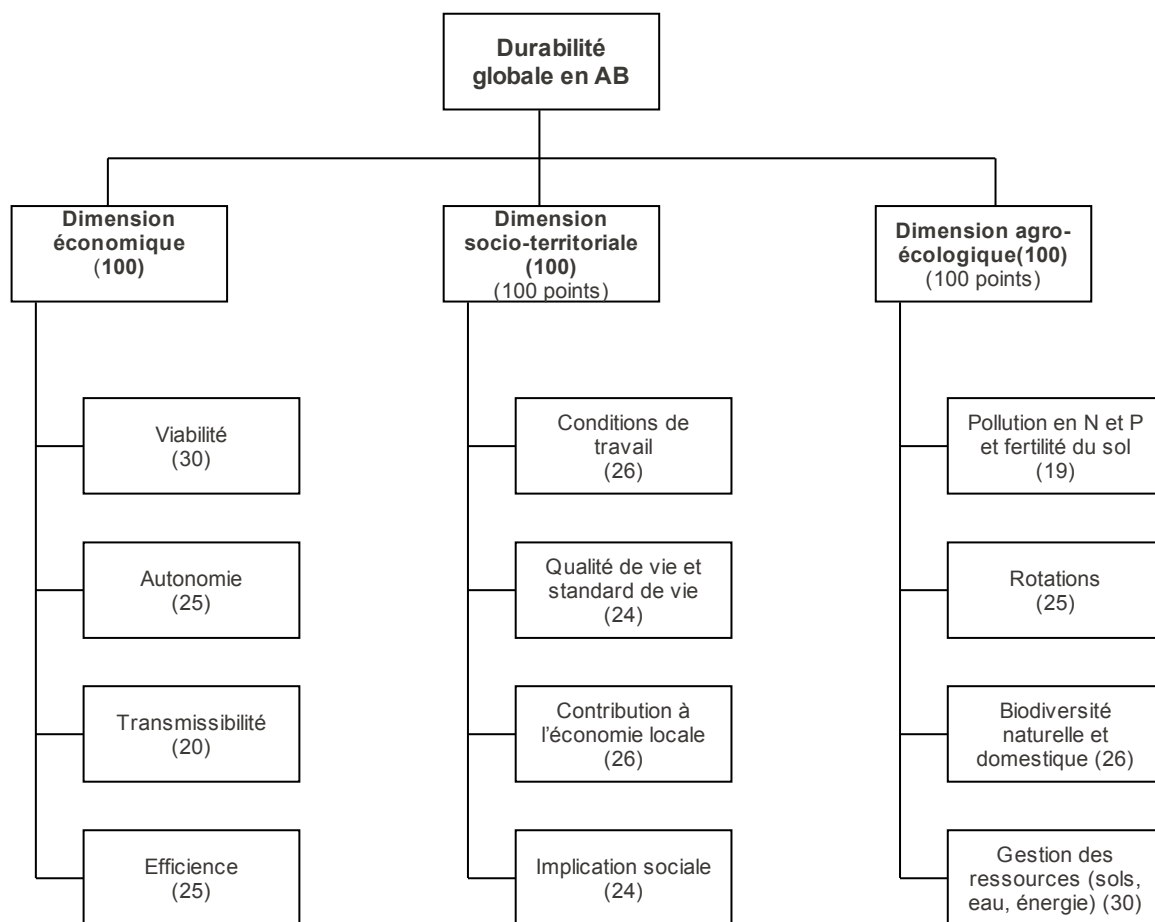 Durabilité
globale en AB
Dimension
économique
(100)
Dimension
socio-territoriale
(100)
(100 points)
Dimension agro-
écologique(100)
(100 points)
Viabilité
(30)
Conditions de
travail
(26)
Pollution en N et P
et fertilité du sol
(19)
Autonomie
(25)
Qualité de vie et
standard de vie
(24)
Rotations
(25)
Transmissibilité
(20)
Contribution à
l’économie locale
(26)
Biodiversité
naturelle et
domestique (26)
Efficience
(25)
Implication sociale
(24)
Gestion des
ressources (sols,
eau, énergie) (30)